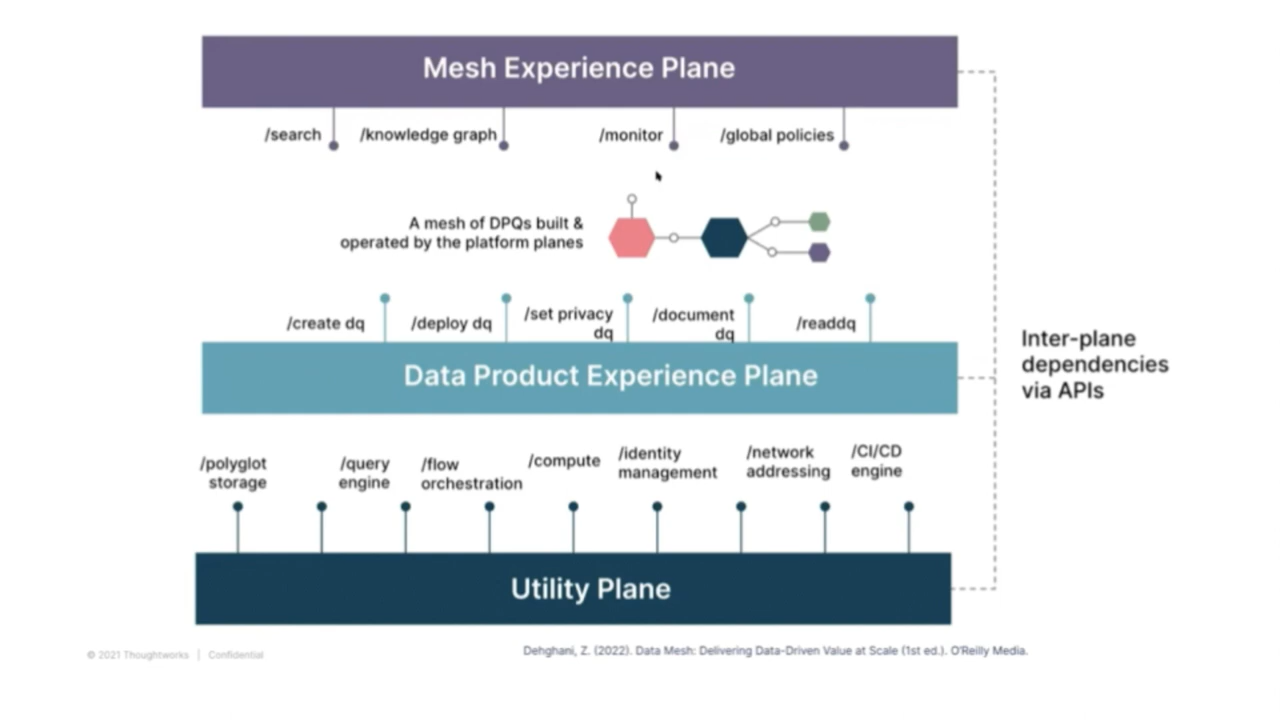 Mesh Experience Plane
/search
/knowledge graph
/monitor
/global policies
A mesh of DPQs built &
operated by the platform planes
/create dq
/deploy dq
/set privacy
dq
/document
dq
/readdq
Data Product Experience Plane
Inter-plane
dependencies
via APIs
/polyglot
storage
/query
engine
/flow
orchestration
/compute
/identity
management
/network
addressing
/CI/CD
engine
Utility Plane
© 2021 Thoughtworks | Confidential
Dehghani, Z. (2022). Data Mesh: Delivering Data-Driven Value at Scale (1st ed.). O'Reilly Media.